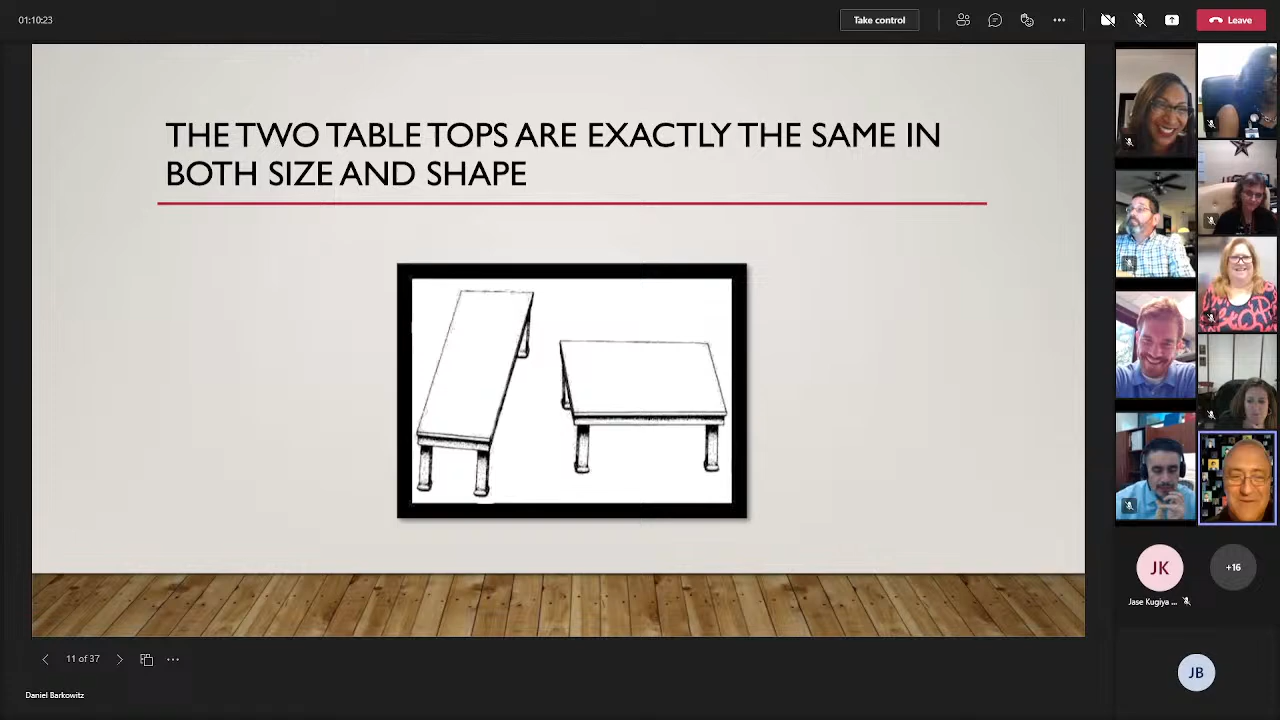 01:10:23
Take control
Leave
THE TWO TABLE TOPS ARE EXACTLY THE SAME IN
BOTH SIZE AND SHAPE
JK
+16
Jase Kugiya ...
11 of 37
JB
Daniel Barkowitz